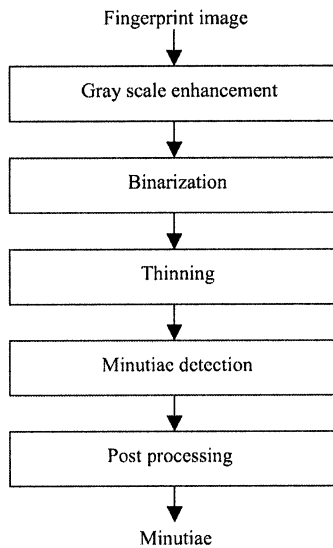 Fingerprint image
Gray scale enhancement
Binarization
Thinning
Minutiae detection
Post processing
Minutiae